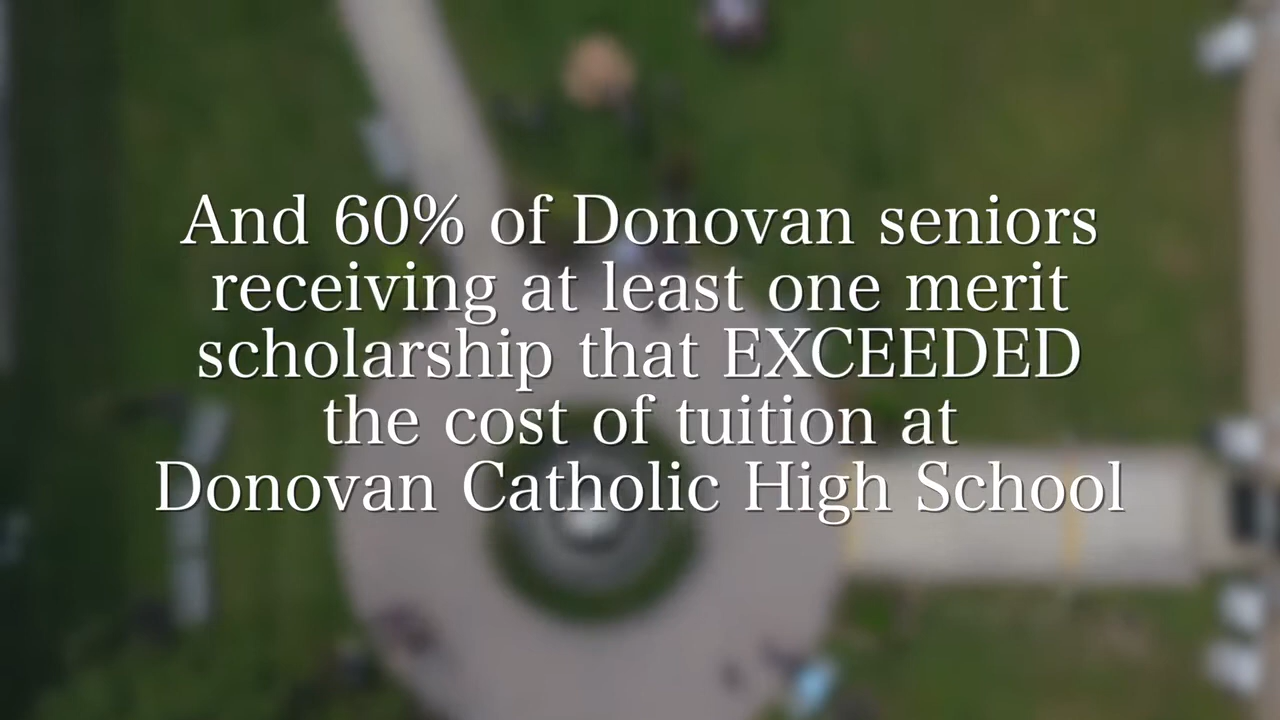 And 60% of Donovan seniors
receiving at least one merit
scholarship that EXCEEDED
the cost of tuition at
Donovan Catholic High School